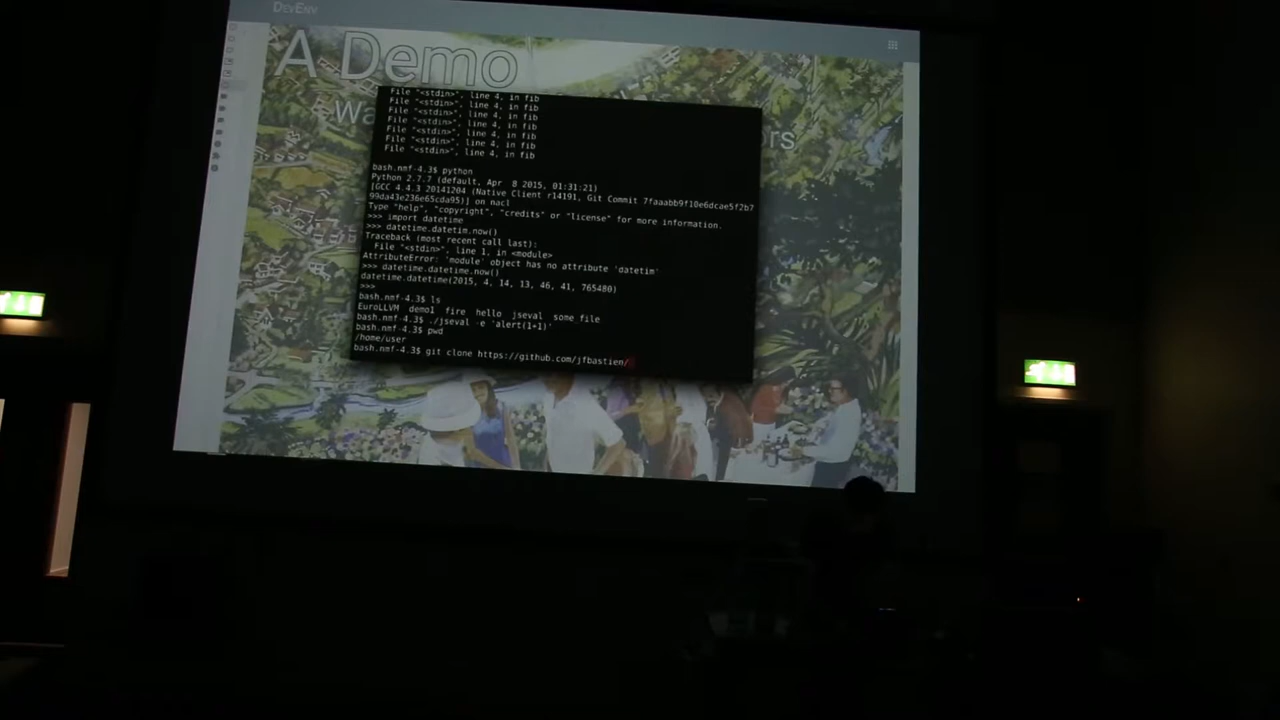 DEVENV
A Demo
Wa
ors
File "<stdin>", line 4, in fib
File "<stdin>", line 4, in fib
File "<stdin>", line 4, in fib
File "<stdin>", line 4, in fib
File "<stdin>", line 4, in fib
File "<stdin>", line 4, in fib
File "<stdin>", line 4, in fib
bash.nmf-4.3$ python
Python 2.7.7 (default, Apr  8 2015, 01:31:21)
[GCC 4.4.3 20141204 (Native Client r14191, Git Commit 7faaabb9f10e6dcae5f2b7
99da43e236e65cda95)] on nacl
Type "help", "copyright", "credits" or "license" for more information.
>>> import datetime
>>> datetime.datetim.now()
Traceback (most recent call last):
File "<stdin>", line 1, in <module>
AttributeError: 'module' object has no attribute 'datetim'
>>> datetime.datetime.now()
datetime.datetime(2015, 4, 14, 13, 46, 41, 765480)
>>>
bash.nmf-4.3$ ls
EuroLLVM  demo1  fire  hello  jseval  some_file
bash.nmf-4.3$ ./jseval -e 'alert(1+1)'
bash.nmf-4.3$ pwd
/home/user
bash.nmf-4.3$ git clone https://github.com/jfbastien/